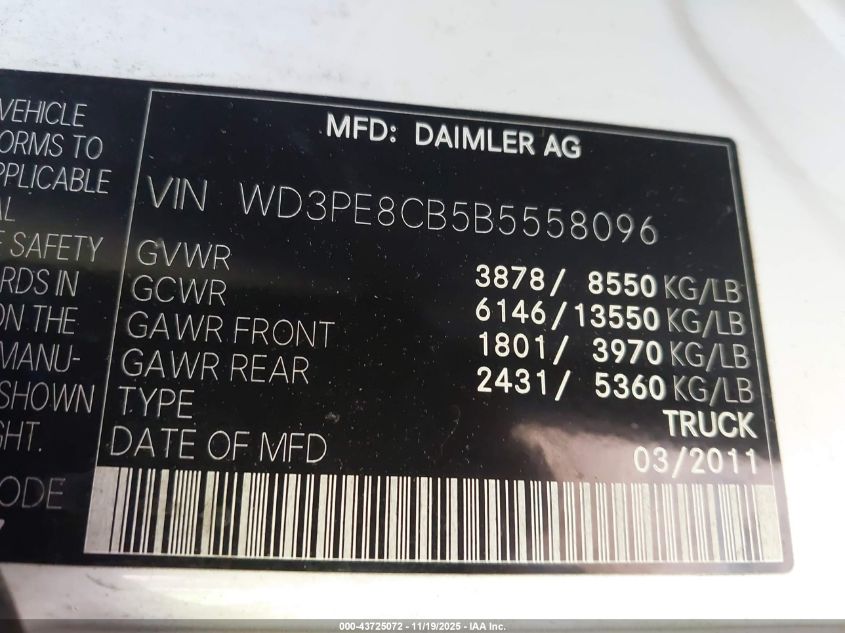 VEHICLE
ORMS TO
PPLICABLE
AL
SAFETY
RDS IN
ON THE
MANU-
SHOWN
GHT.
ODE
MFD: DAIMLER AG
VIN WD3PE8CB5B5558096
GVWR 3878/ 8550 KG/LB
GCWR 6146/13550 KG/LB
GAWR FRONT 1801/ 3970 KG/LB
GAWR REAR 2431/ 5360 KG/LB
TYPE TRUCK
DATE OF MFD 03/2011
000-43725072 — 11/19/2025 - IAA Inc.